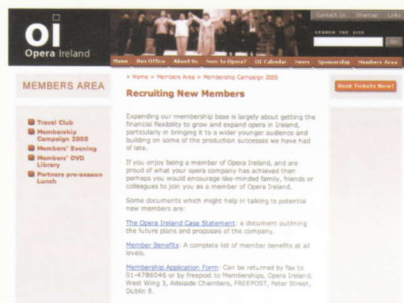 oi
Opera Ireland
Contact Us Sitemap Links
SEARCH THE SITE
Home Box Office About Us New to Opera? OI Calendar Sponsorship Members Area
MEMBERS AREA
Travel Club
Membership
Campaign 2005
Members' Evening
Members' DVD
Library
Partners pre-season
Lunch
> Home > Members Area > Membership Campaign 2005
Recruiting New Members
Expending our membership base is largely about getting the
financial flexibility to grow and expand opera in Ireland,
particularly in bringing it to a wider younger audience and
building on some of the production successes we have had
of late.
If you enjoy being a member of Opera Ireland, and are
proud of what your opera company has achieved then
perhaps you would encourage like-minded family, friends or
colleagues to join you as a member of Opera Ireland.
Some documents which might help in talking to potential
new members are:
The Opera Ireland Case Statement: a document outlining
the future plans and proposals of the company.
Member Benefits: A complete list of member benefits at all
levels.
Membership Application Form: Can be returned by fax to
01-4786046 or by freepost to Memberships, Opera Ireland,
West Wing 3, Adelaide Chambers, FREEPOST, Peter Street,
Dublin 8.
Book Tickets Now!